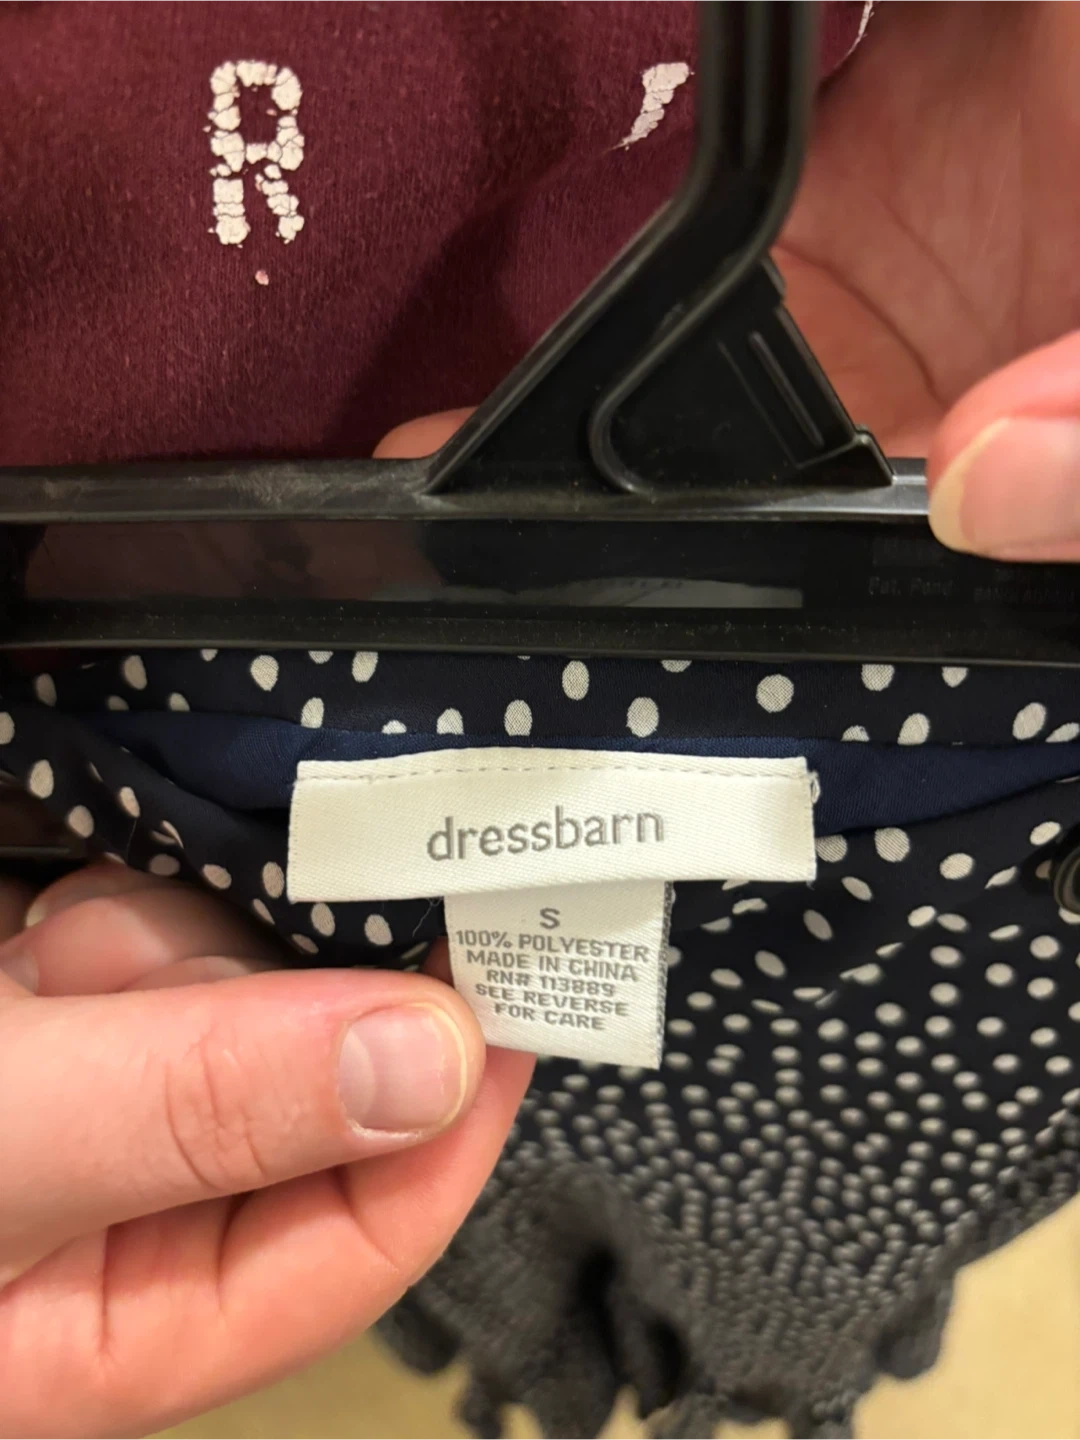 R
dressbarn
S
100% POLYESTER
MADE IN CHINA
RN# 113889
SEE REVERSE
FOR CARE